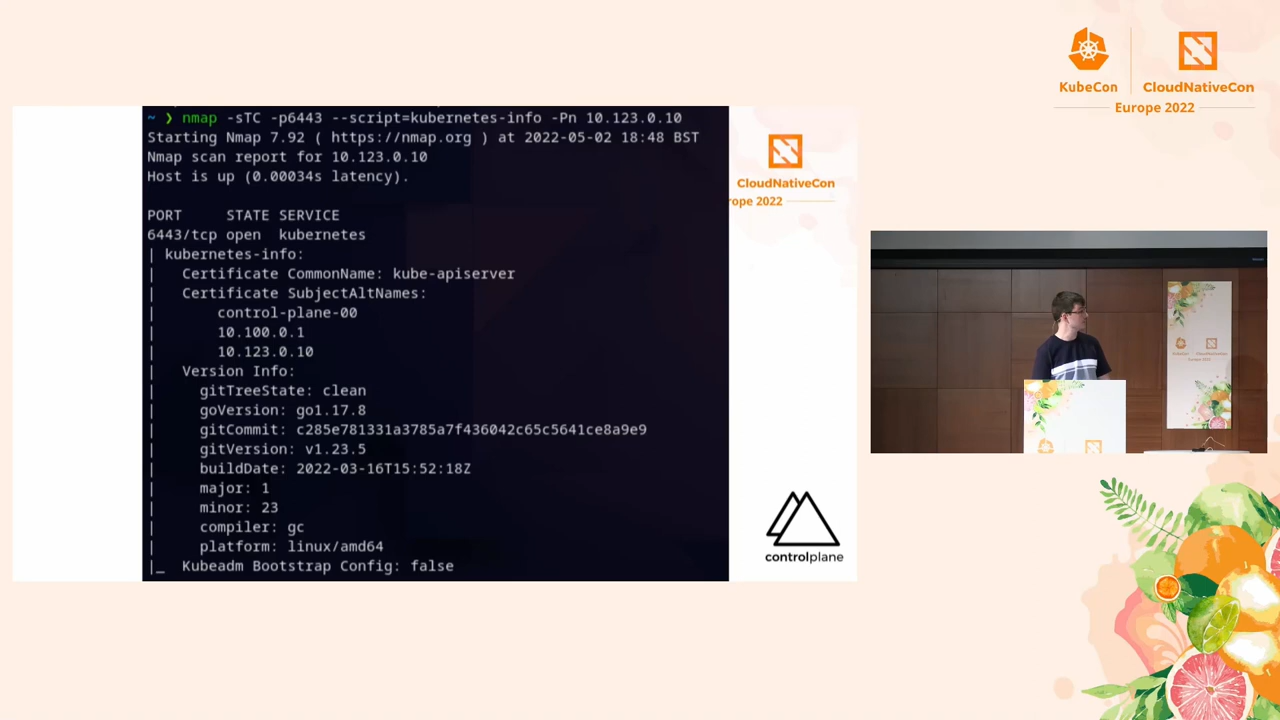 ~ ❯ nmap -sTC -p6443 --script=kubernetes-info -Pn 10.123.0.10
Starting Nmap 7.92 ( https://nmap.org ) at 2022-05-02 18:48 BST
Nmap scan report for 10.123.0.10
Host is up (0.00034s latency).
PORT     STATE SERVICE
6443/tcp open  kubernetes
| kubernetes-info:
|   Certificate CommonName: kube-apiserver
|   Certificate SubjectAltNames:
|       control-plane-00
|       10.100.0.1
|       10.123.0.10
|   Version Info:
|     gitTreeState: clean
|     goVersion: go1.17.8
|     gitCommit: c285e781331a3785a7f436042c65c5641ce8a9e9
|     gitVersion: v1.23.5
|     buildDate: 2022-03-16T15:52:18Z
|     major: 1
|     minor: 23
|     compiler: gc
|     platform: linux/amd64
|_  Kubeadm Bootstrap Config: false
CloudNativeCon
rope 2022
controlplane
KubeCon
CloudNativeCon
Europe 2022